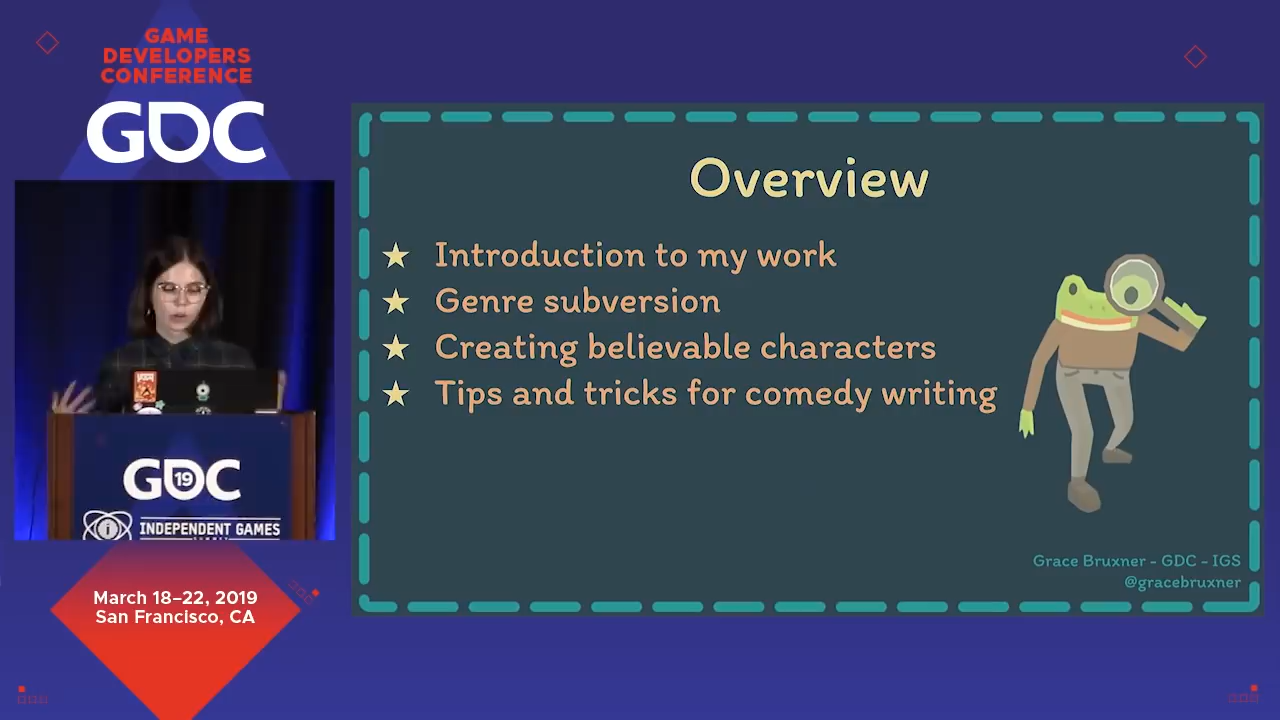 GAME
DEVELOPERS
CONFERENCE
GDC
GDC
19
INDEPENDENT GAMES
March 18–22, 2019
San Francisco, CA
Overview
★ Introduction to my work
★ Genre subversion
★ Creating believable characters
★ Tips and tricks for comedy writing
Grace Bruxner - GDC - IGS
@gracebruxner